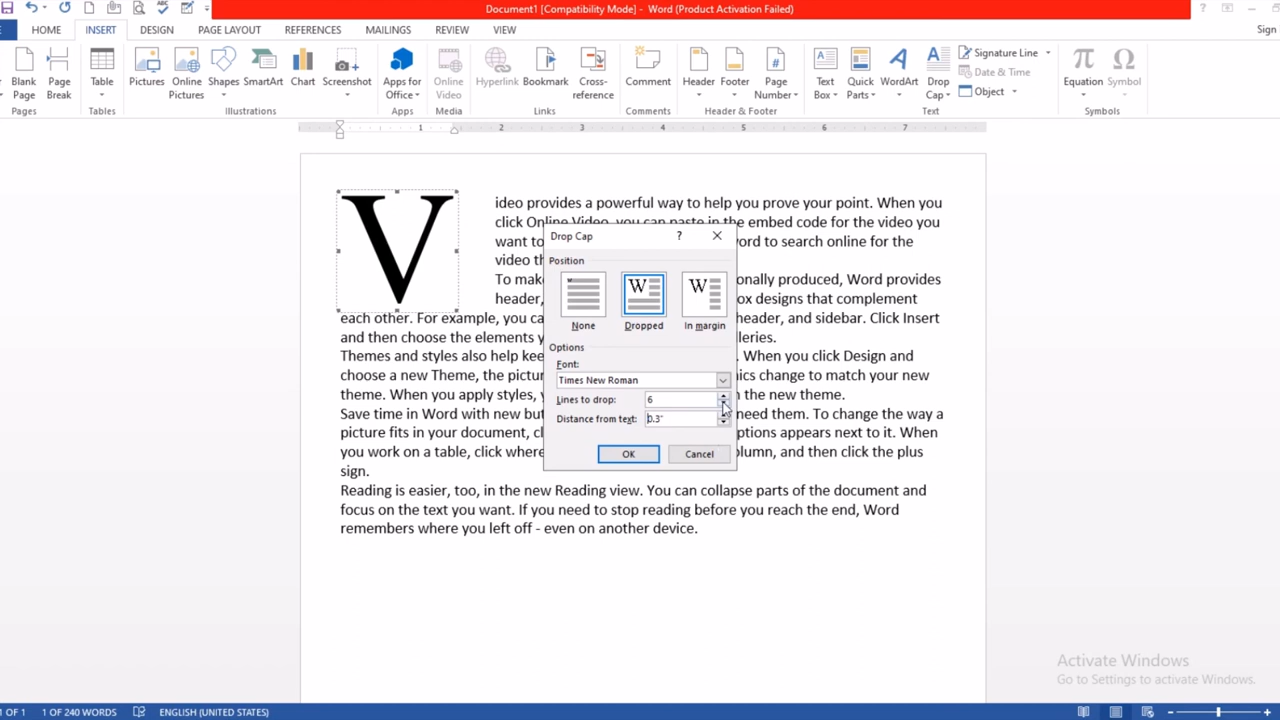 Document1 [Compatibility Mode] - Word (Product Activation Failed)
HOME INSERT DESIGN PAGE LAYOUT REFERENCES MAILINGS REVIEW VIEW Sign
Blank Page
Page Break
Table
Pictures
Online Pictures
Shapes
SmartArt
Chart
Screenshot
Apps for Office
Online Video
Hyperlink
Bookmark
Cross-reference
Comment
Header
Footer
Page Number
Text Box
Quick Parts
WordArt
Drop Cap
Signature Line
Date & Time
Object
Equation
Symbol
Pages Tables Illustrations Apps Media Links Comments Header & Footer Text Symbols
1 2 3 4 5 6 7
V
ideo provides a powerful way to help you prove your point. When you
click Online Video, you can paste in the embed code for the video you
want to word to search online for the
video th
To make onally produced, Word provides
header, ox designs that complement
each other. For example, you ca header, and sidebar. Click Insert
and then choose the elements y lleries.
Themes and styles also help kee . When you click Design and
choose a new Theme, the pictur ics change to match your new
theme. When you apply styles, y n the new theme.
Save time in Word with new but need them. To change the way a
picture fits in your document, cl ptions appears next to it. When
you work on a table, click where olumn, and then click the plus
sign.
Reading is easier, too, in the new Reading view. You can collapse parts of the document and
focus on the text you want. If you need to stop reading before you reach the end, Word
remembers where you left off - even on another device.
Drop Cap ?
Position
W W
None Dropped In margin
Options
Font:
Times New Roman
Lines to drop: 6
Distance from text: 0.3"
OK Cancel
Activate Windows
Go to Settings to activate Windows.
1 OF 1 1 OF 240 WORDS ENGLISH (UNITED STATES)